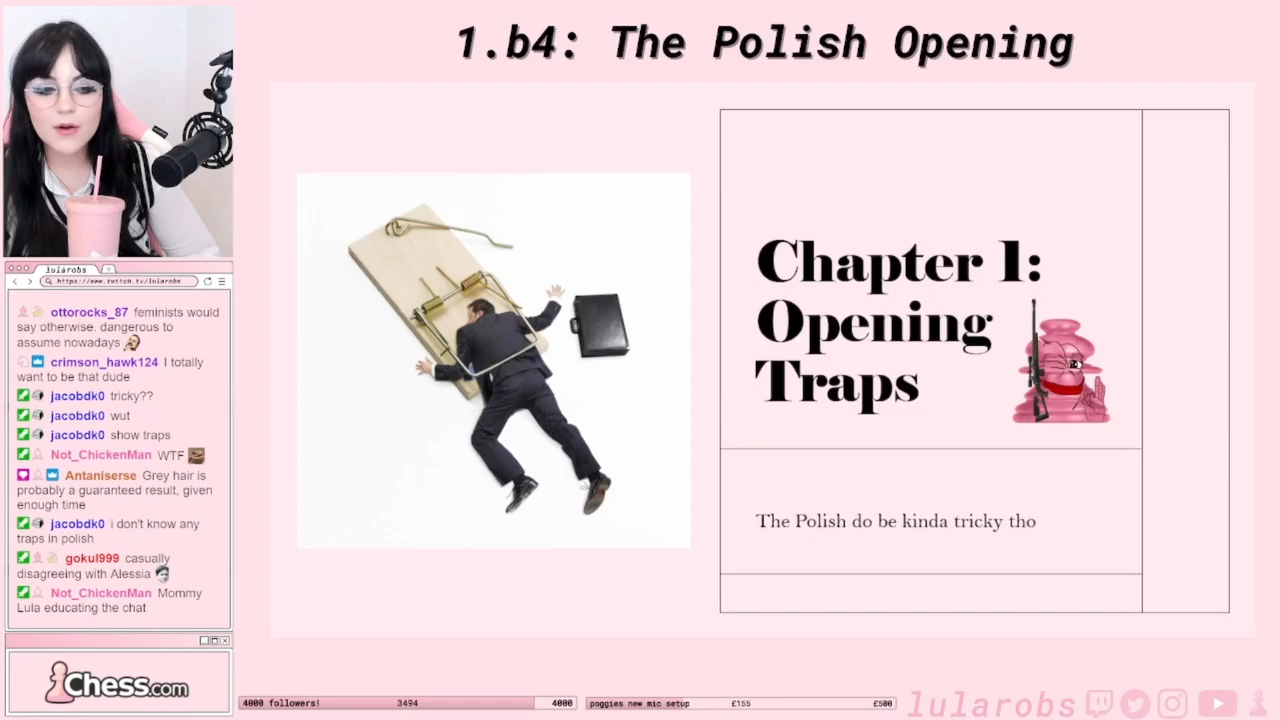 1.b4: The Polish Opening
lularobs
https://www.twitch.tv/lularobs
ottorocks_87 feminists would
say otherwise. dangerous to
assume nowadays
crimson_hawk124 I totally
want to be that dude
jacobdk0 tricky??
jacobdk0 wut
jacobdk0 show traps
Not_ChickenMan WTF
Antaniserse Grey hair is
probably a guaranteed result, given
enough time
jacobdk0 i don't know any
traps in polish
gokul999 casually
disagreeing with Alessia
Not_ChickenMan Mommy
Lula educating the chat
Chess.com
Chapter 1:
Opening
Traps
The Polish do be kinda tricky tho
4000 followers! 3494 4000
poggies new mic setup £155 £500
lularobs